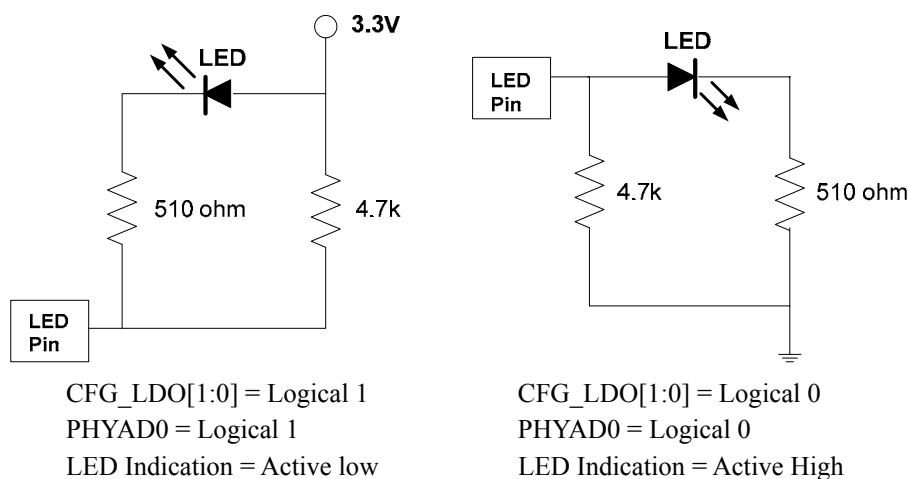 3.3V
LED
510 ohm
4.7k
LED
Pin
CFG_LDO[1:0] = Logical 1
PHYAD0 = Logical 1
LED Indication = Active low
LED
LED
Pin
4.7k
510 ohm
CFG_LDO[1:0] = Logical 0
PHYAD0 = Logical 0
LED Indication = Active High